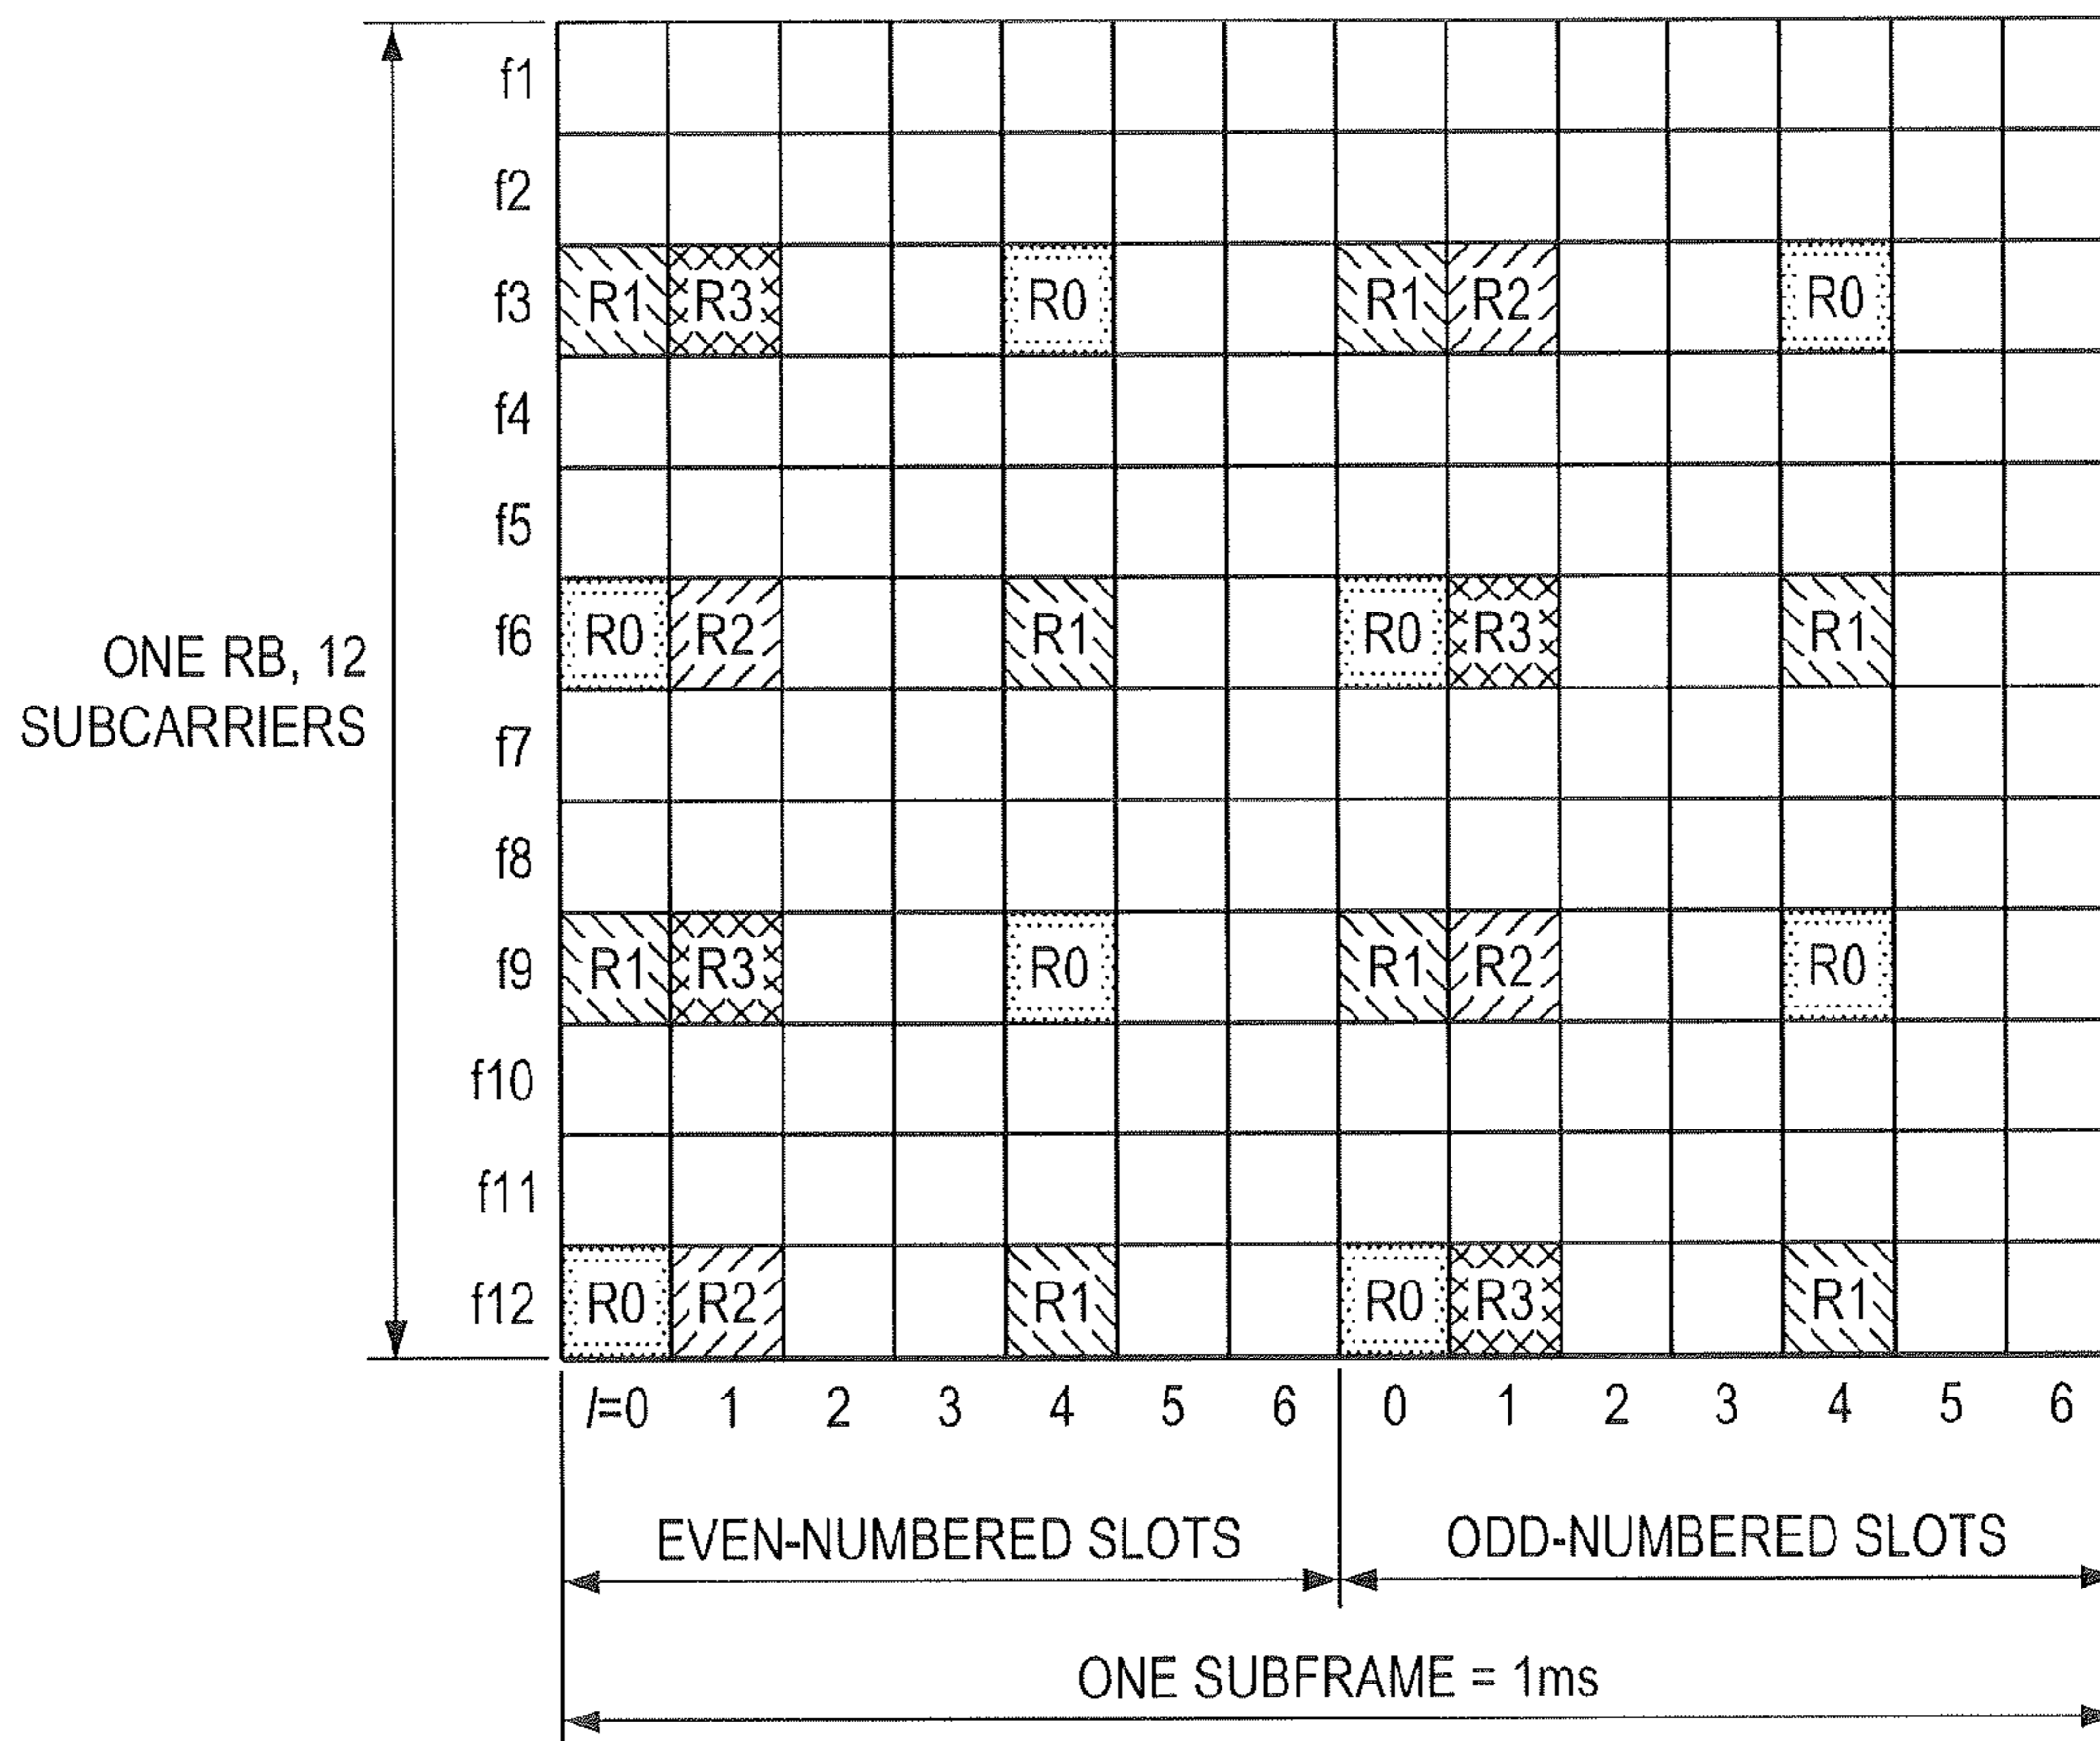 f1
f2
f3 R1 R3 R0 R1 R2 R0
f4
f5
f6 R0 R2 R1 R0 R3 R1
ONE RB, 12
SUBCARRIERS
f7
f8
f9 R1 R3 R0 R1 R2 R0
f10
f11
f12 R0 R2 R1 R0 R3 R1
l=0 1 2 3 4 5 6 0 1 2 3 4 5 6
EVEN-NUMBERED SLOTS ODD-NUMBERED SLOTS
ONE SUBFRAME = 1ms